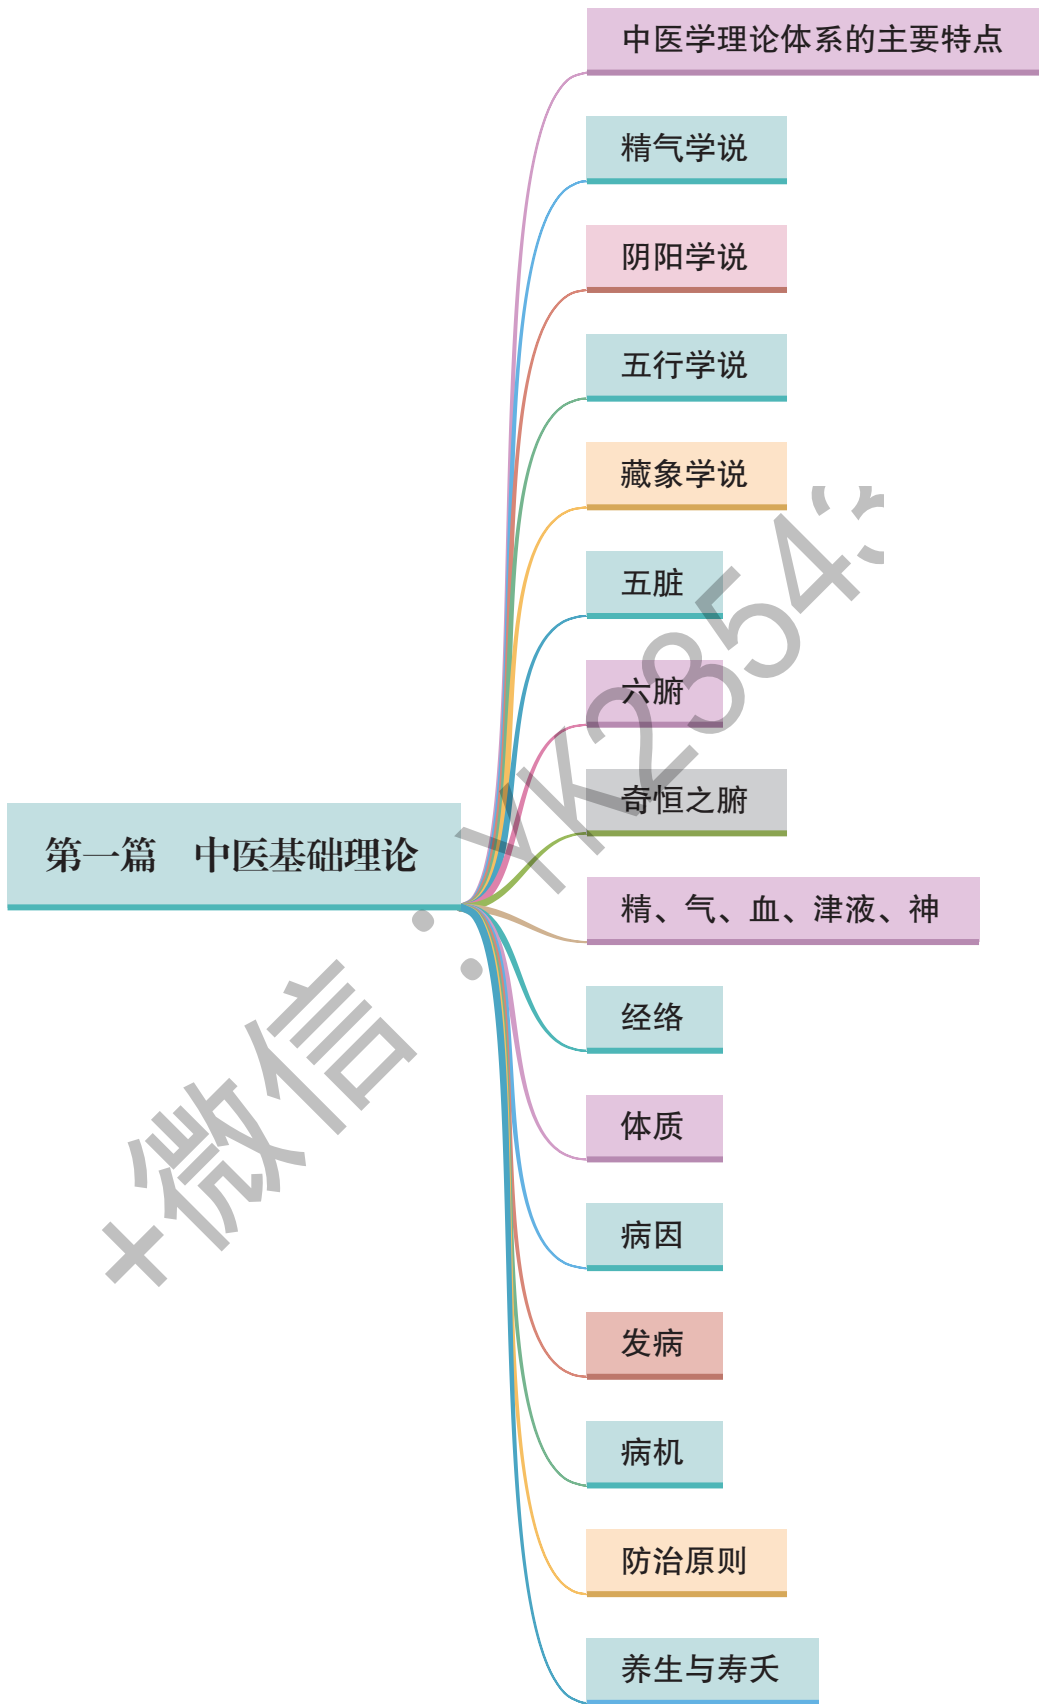 中医学理论体系的主要特点
精气学说
阴阳学说
五行学说
藏象学说
五脏
六腑
奇恒之腑
第一篇 中医基础理论
精、气、血、津液、神
经络
体质
病因
发病
病机
防治原则
养生与寿夭
+微信:YK23543